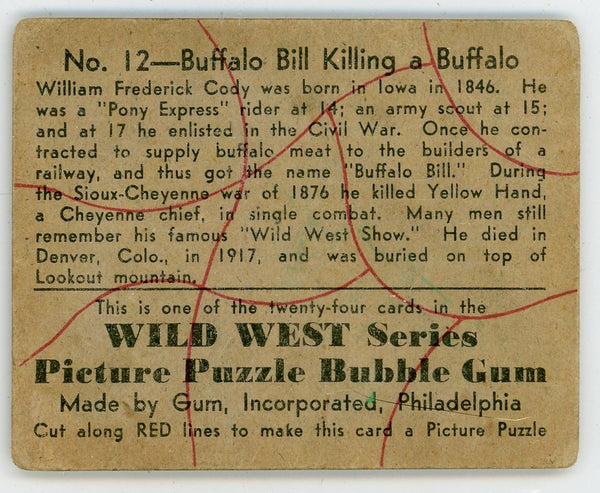 No. 12—Buffalo Bill Killing a Buffalo
William Frederick Cody was born in Iowa in 1846. He
was a "Pony Express" rider at 14; an army scout at 15;
and at 17 he enlisted in the Civil War. Once he con-
tracted to supply buffalo meat to the builders of a
railway, and thus got the name "Buffalo Bill." During
the Sioux-Cheyenne war of 1876 he killed Yellow Hand,
a Cheyenne chief, in single combat. Many men still
remember his famous "Wild West Show." He died in
Denver, Colo., in 1917, and was buried on top of
Lookout mountain.
This is one of the twenty-four cards in the
WILD WEST Series
Picture Puzzle Bubble Gum
Made by Gum, Incorporated, Philadelphia
Cut along RED lines to make this card a Picture Puzzle